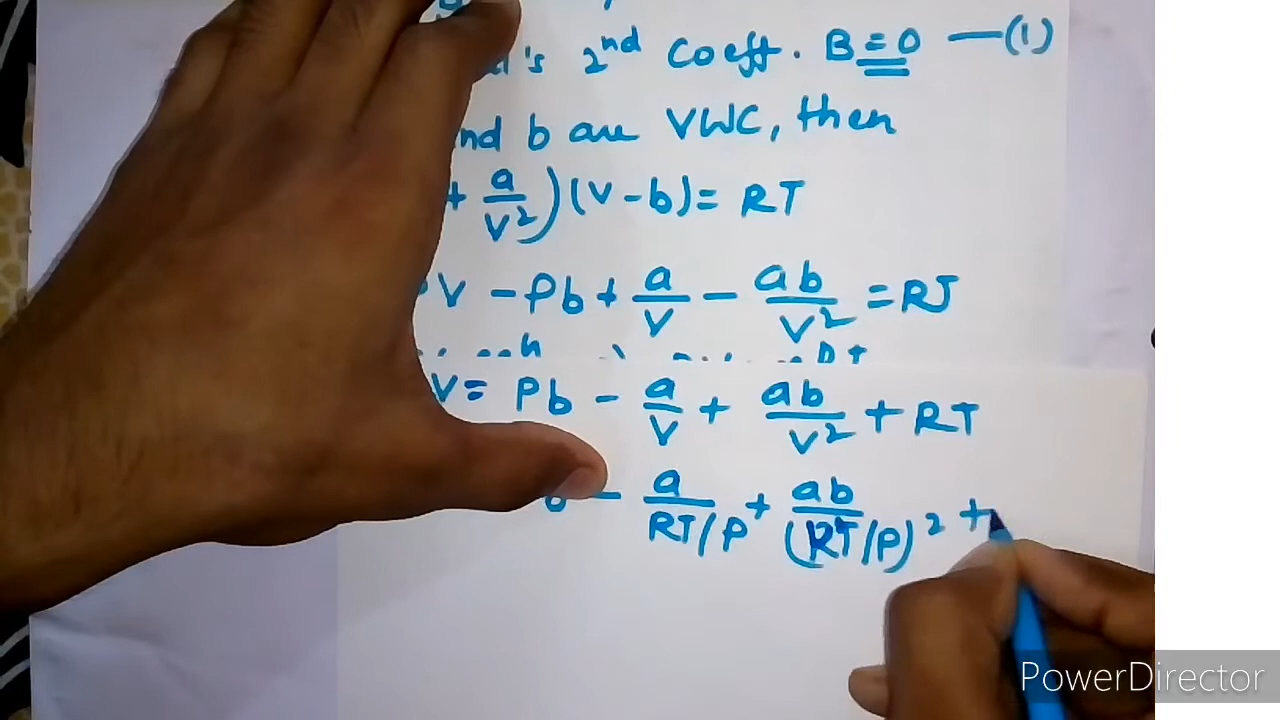 's 2nd Coeff. B = 0 —(1)
nd b are VWC, then
+ a/V²)(V - b) = RT
V - Pb + a/V - ab/V² = RT
V = Pb - a/V + ab/V² + RT
- a/RT/P + ab/(RT/P)² +
PowerDirector